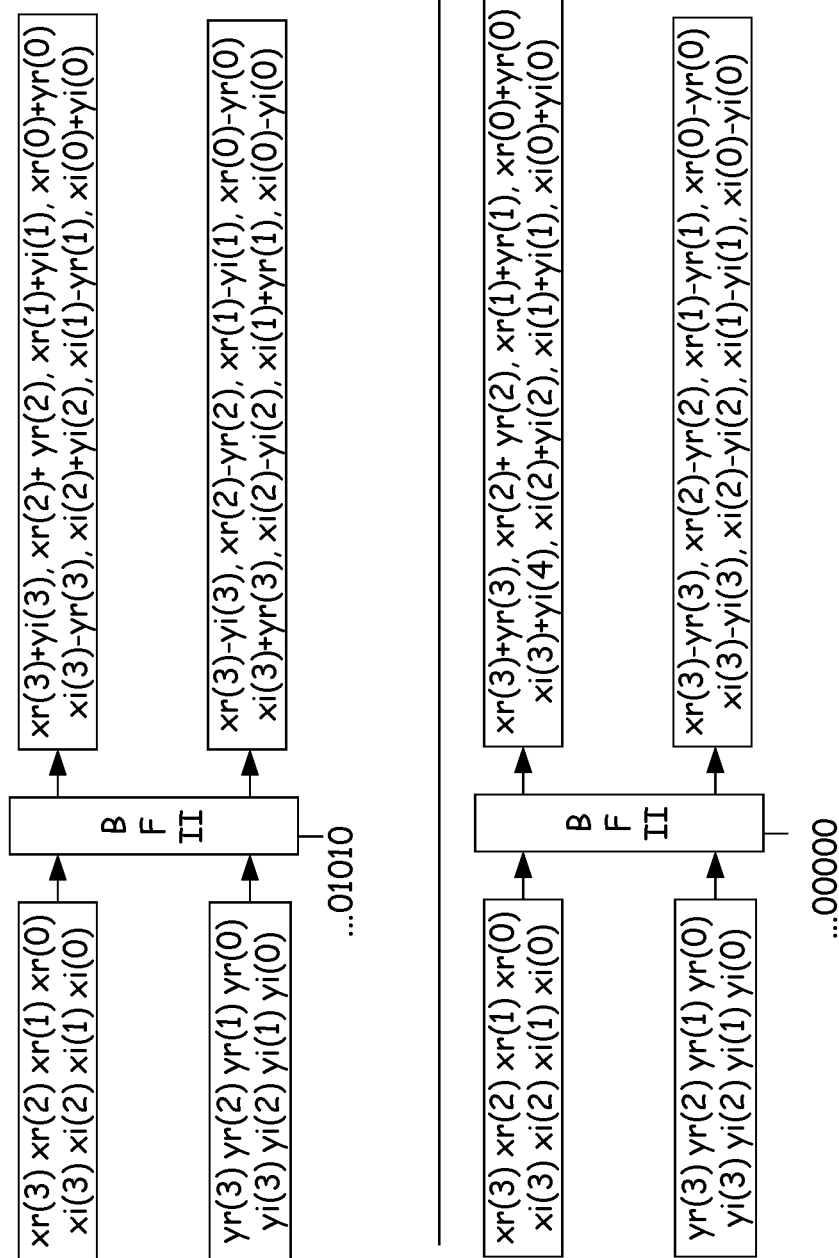 xr(3) xr(2) xr(1) xr(0)
xi(3) xi(2) xi(1) xi(0)
yr(3) yr(2) yr(1) yr(0)
yi(3) yi(2) yi(1) yi(0)
B
F
II
...01010
xr(3)+yi(3), xr(2)+ yr(2), xr(1)+yi(1), xr(0)+yr(0)
xi(3)-yr(3), xi(2)+yi(2), xi(1)-yr(1), xi(0)+yi(0)
xr(3)-yi(3), xr(2)-yr(2), xr(1)-yi(1), xr(0)-yr(0)
xi(3)+yr(3), xi(2)-yi(2), xi(1)+yr(1), xi(0)-yi(0)
xr(3) xr(2) xr(1) xr(0)
xi(3) xi(2) xi(1) xi(0)
yr(3) yr(2) yr(1) yr(0)
yi(3) yi(2) yi(1) yi(0)
B
F
II
...00000
xr(3)+yr(3), xr(2)+ yr(2), xr(1)+yr(1), xr(0)+yr(0)
xi(3)+yi(4), xi(2)+yi(2), xi(1)+yi(1), xi(0)+yi(0)
xr(3)-yr(3), xr(2)-yr(2), xr(1)-yr(1), xr(0)-yr(0)
xi(3)-yi(3), xi(2)-yi(2), xi(1)-yi(1), xi(0)-yi(0)